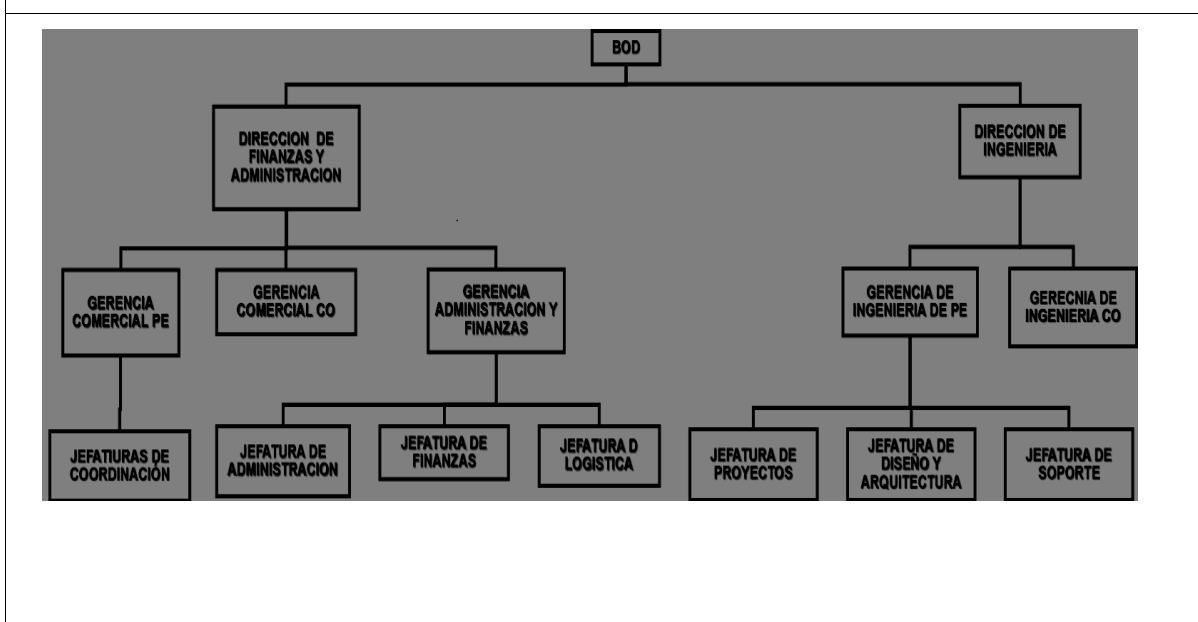 BOD
DIRECCION DE
FINANZAS Y
ADMINISTRACION
DIRECCION DE
INGENIERIA
GERENCIA
COMERCIAL PE
GERENCIA
COMERCIAL CO
GERENCIA
ADMINISTRACION Y
FINANZAS
GERENCIA DE
INGENIERIA DE PE
GERECNIA DE
INGENIERIA CO
JEFATIURAS DE
COORDINACIÓN
JEFATURA DE
ADMINISTRACION
JEFATURA DE
FINANZAS
JEFATURA D
LOGISTICA
JEFATURA DE
PROYECTOS
JEFATURA DE
DISEÑO Y
ARQUITECTURA
JEFATURA DE
SOPORTE